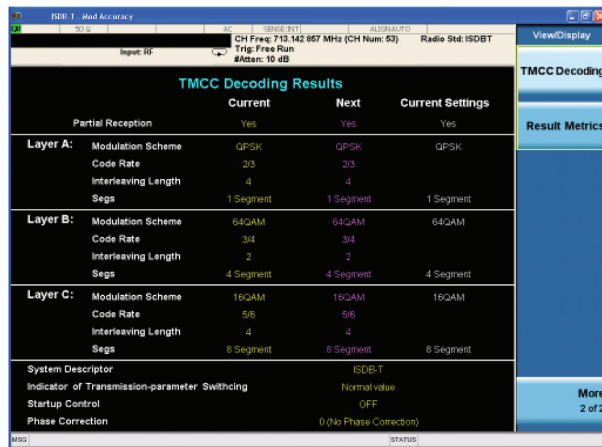 ISDB-T - Mod Accuracy
50 Ω AC SENSE:INT ALIGNAUTO
CH Freq: 713.142 857 MHz (CH Num: 53) Radio Std: ISDBT
Input: RF Trig: Free Run
#Atten: 10 dB
View/Display
TMCC Decoding
Result Metrics
More
2 of 2
TMCC Decoding Results
Current Next Current Settings
Partial Reception Yes Yes Yes
Layer A: Modulation Scheme QPSK QPSK QPSK
Code Rate 2/3 2/3
Interleaving Length 4 4
Segs 1 Segment 1 Segment 1 Segment
Layer B: Modulation Scheme 64QAM 64QAM 64QAM
Code Rate 3/4 3/4
Interleaving Length 2 2
Segs 4 Segment 4 Segment 4 Segment
Layer C: Modulation Scheme 16QAM 16QAM 16QAM
Code Rate 5/6 5/6
Interleaving Length 4 4
Segs 8 Segment 8 Segment 8 Segment
System Descriptor ISDB-T
Indicator of Transmission-parameter Swithcing Normal value
Startup Control OFF
Phase Correction 0 (No Phase Correction)
MSG STATUS